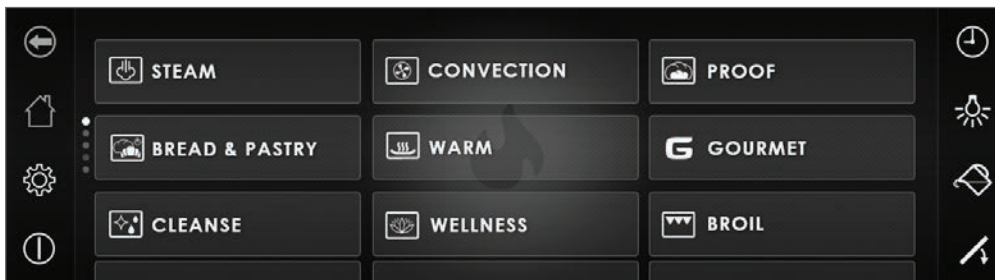 STEAM
CONVECTION
PROOF
BREAD & PASTRY
WARM
G GOURMET
CLEANSE
WELLNESS
BROIL